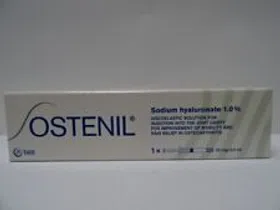 OSTENIL®
Sodium hyaluronate 1.0 %
VISCOELASTIC SOLUTION FOR
INJECTION INTO THE JOINT CAVITY
FOR IMPROVEMENT OF MOBILITY AND
PAIN RELIEF IN OSTEOARTHRITIS
1 x